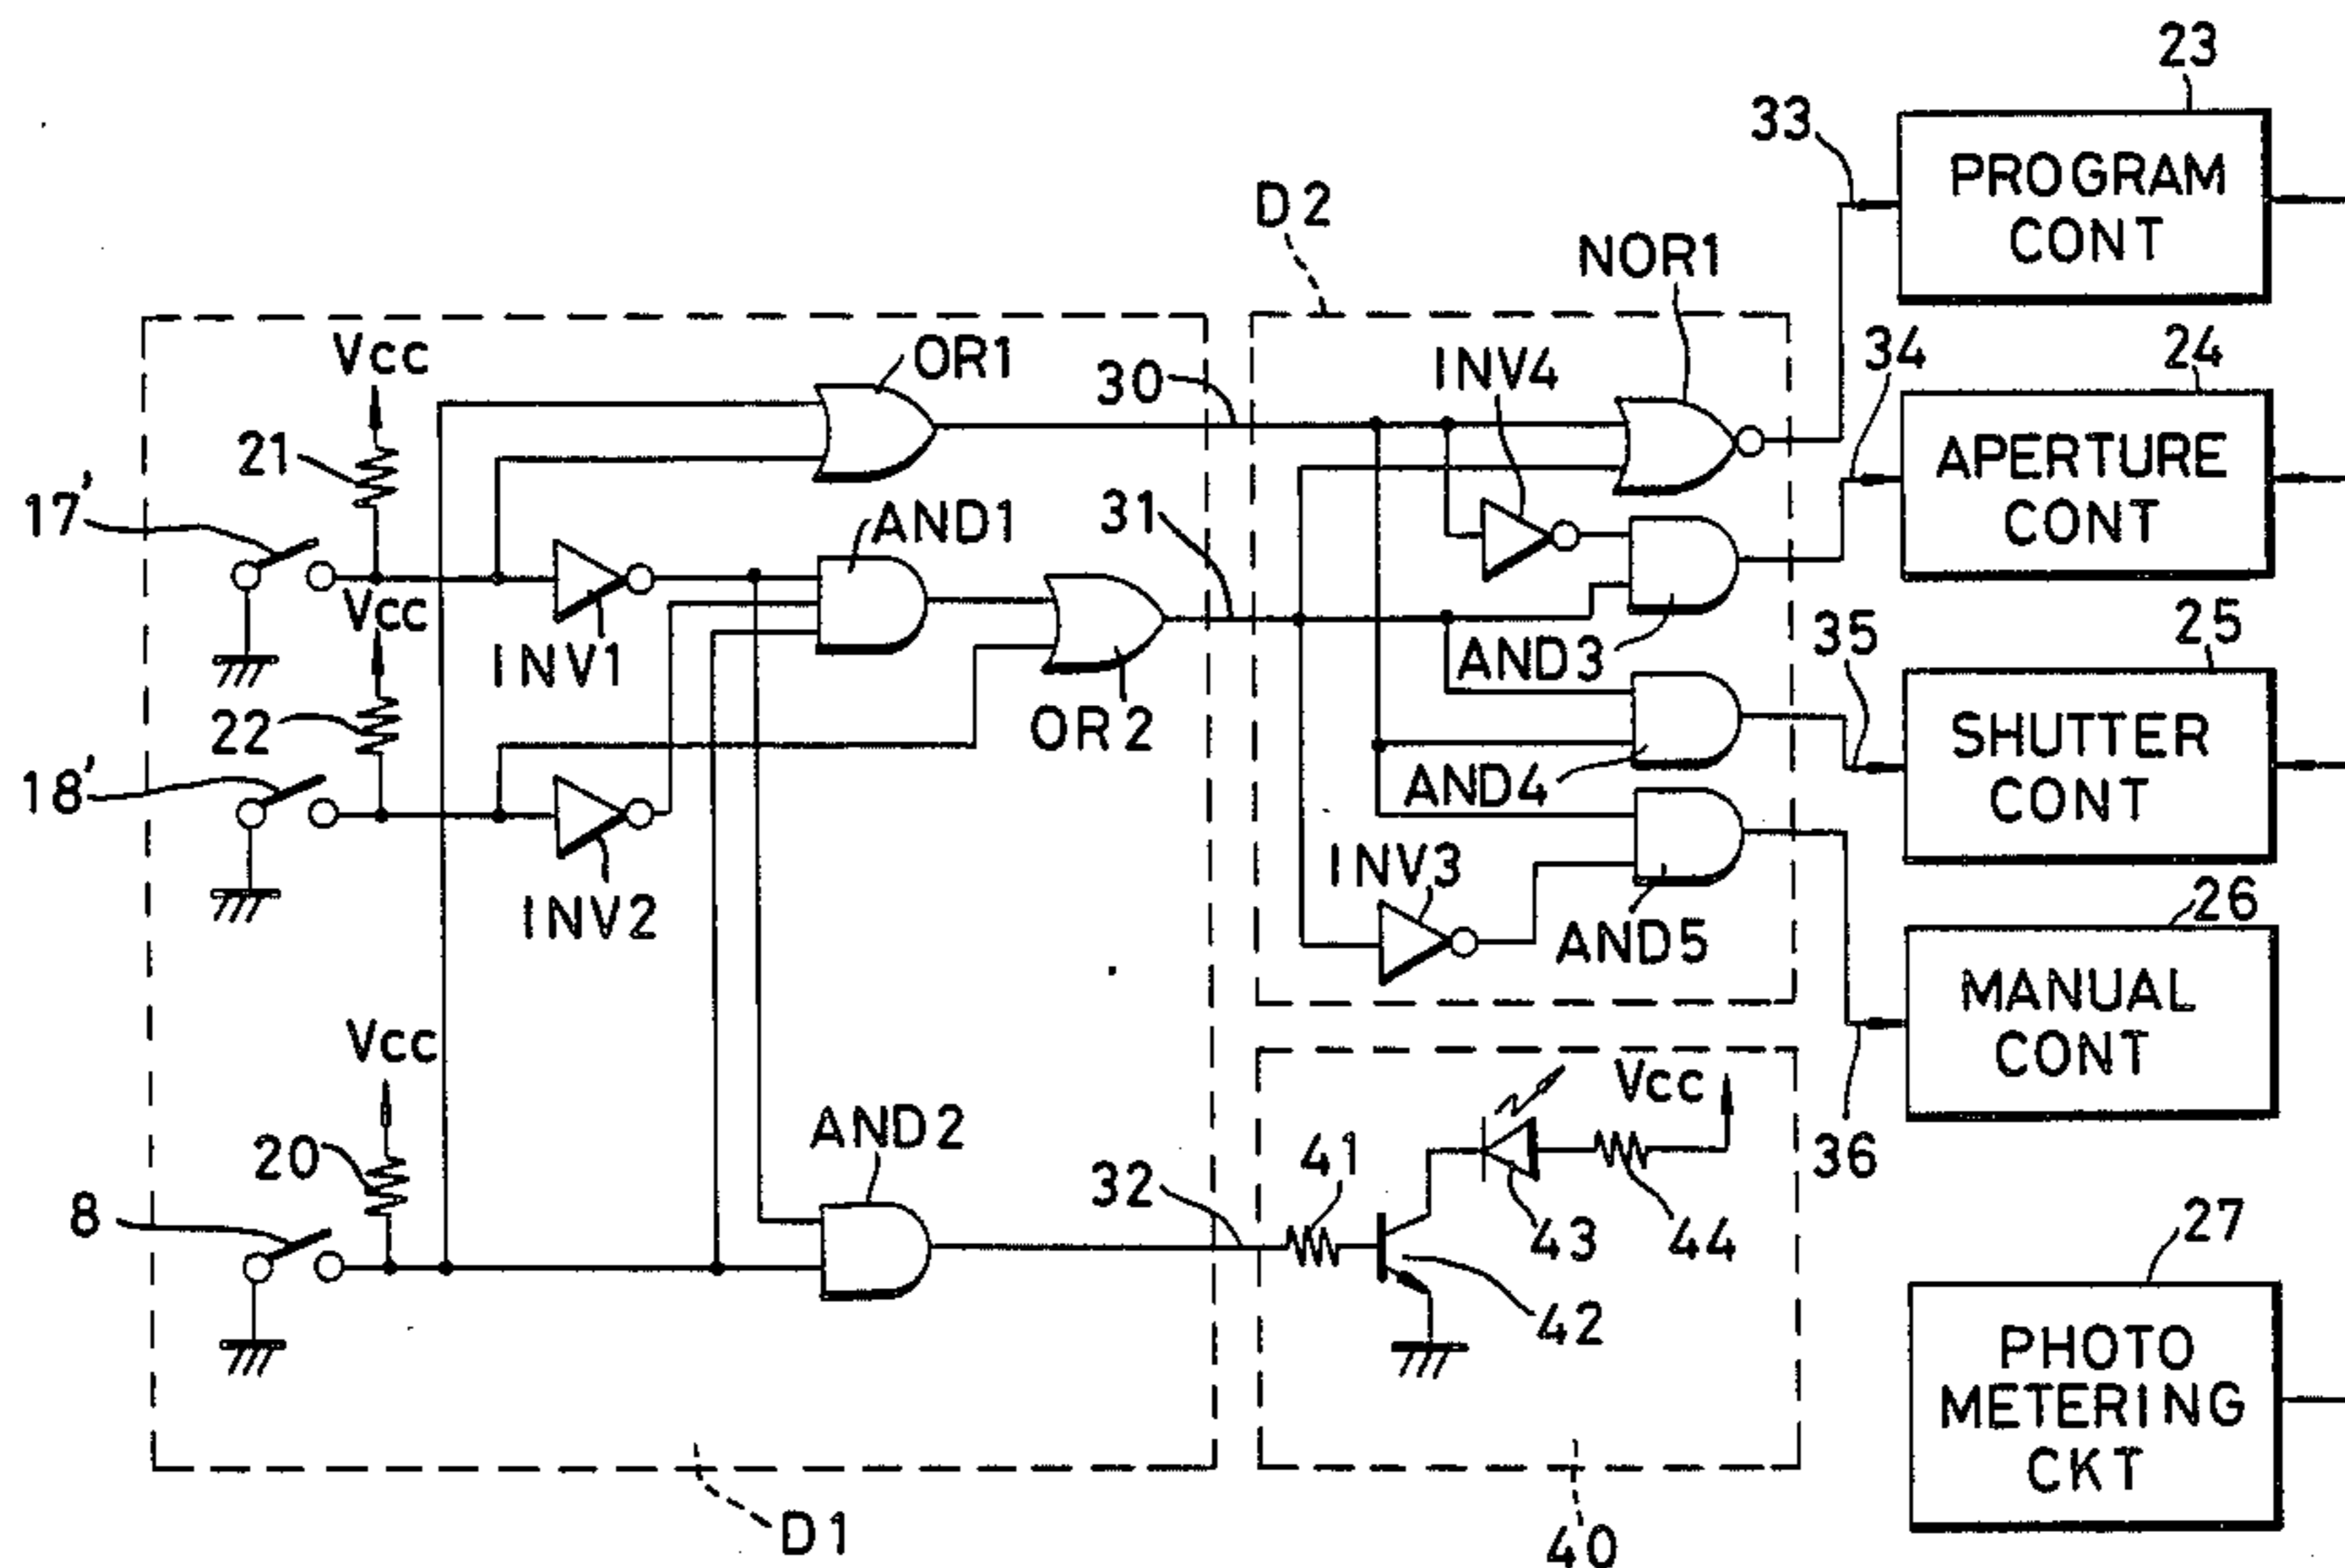 23
33
PROGRAM
CONT
D2
NOR1
Vcc
OR1
30
INV4
34
24
21
APERTURE
CONT
17'
AND1
31
Vcc
INV1
AND3
35
25
22
OR2
SHUTTER
CONT
18'
AND4
INV2
INV3
AND5
26
MANUAL
CONT
Vcc
Vcc
20
AND2
41
36
8
32
43
44
27
42
PHOTO
METERING
CKT
D1
40